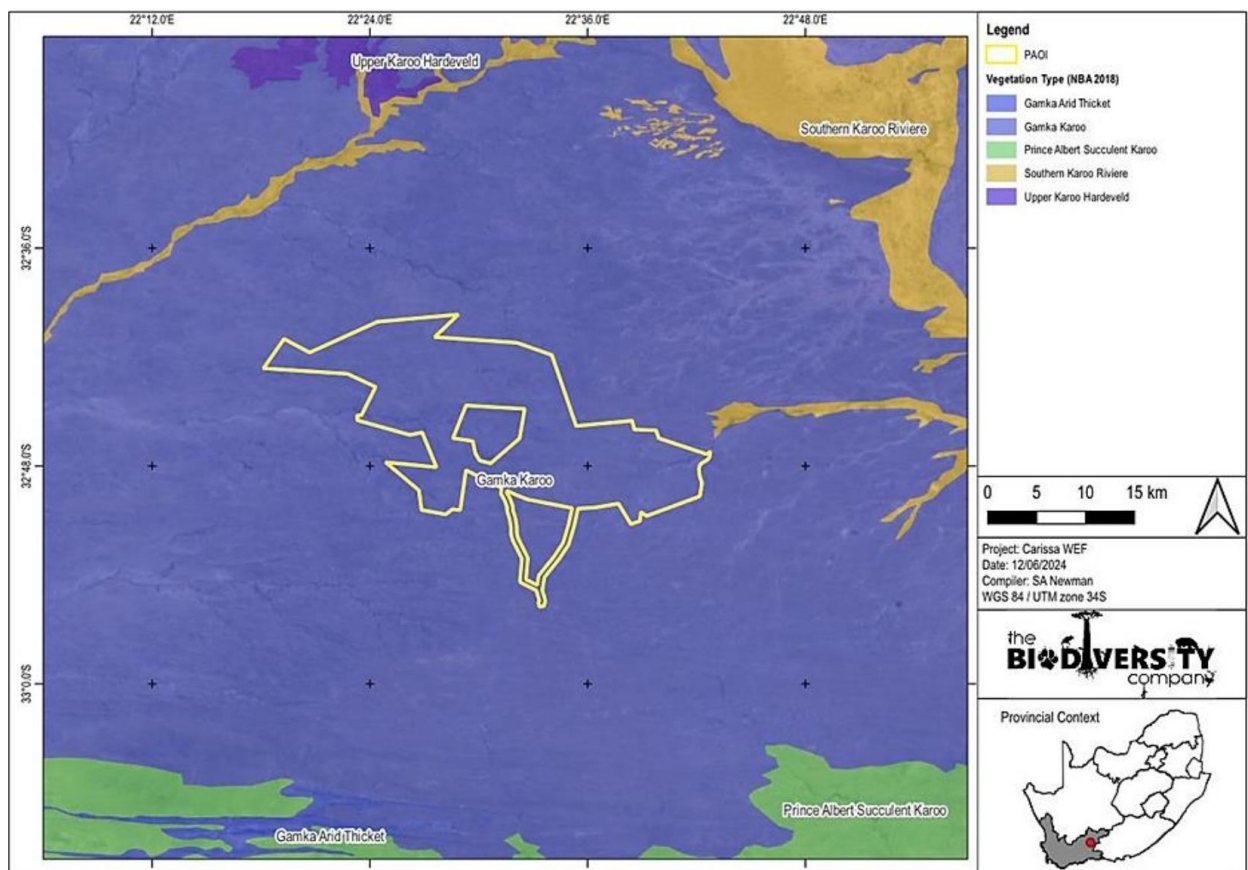 22°12.0'E
22°24.0'E
22°36.0'E
22°48.0'E
32°36.0'S
32°48.0'S
33°0.0'S
Upper Karoo Hardeveld
Southern Karoo Riviere
Gamka Karoo
Prince Albert Succulent Karoo
Gamka Arid Thicket
Legend
PAOI
Vegetation Type (NBA 2018)
Gamka Arid Thicket
Gamka Karoo
Prince Albert Succulent Karoo
Southern Karoo Riviere
Upper Karoo Hardeveld
0 5 10 15 km
Project: Carissa WEF
Date: 12/06/2024
Compiler: SA Newman
WGS 84 / UTM zone 34S
the
BIODIVERSITY
company
Provincial Context